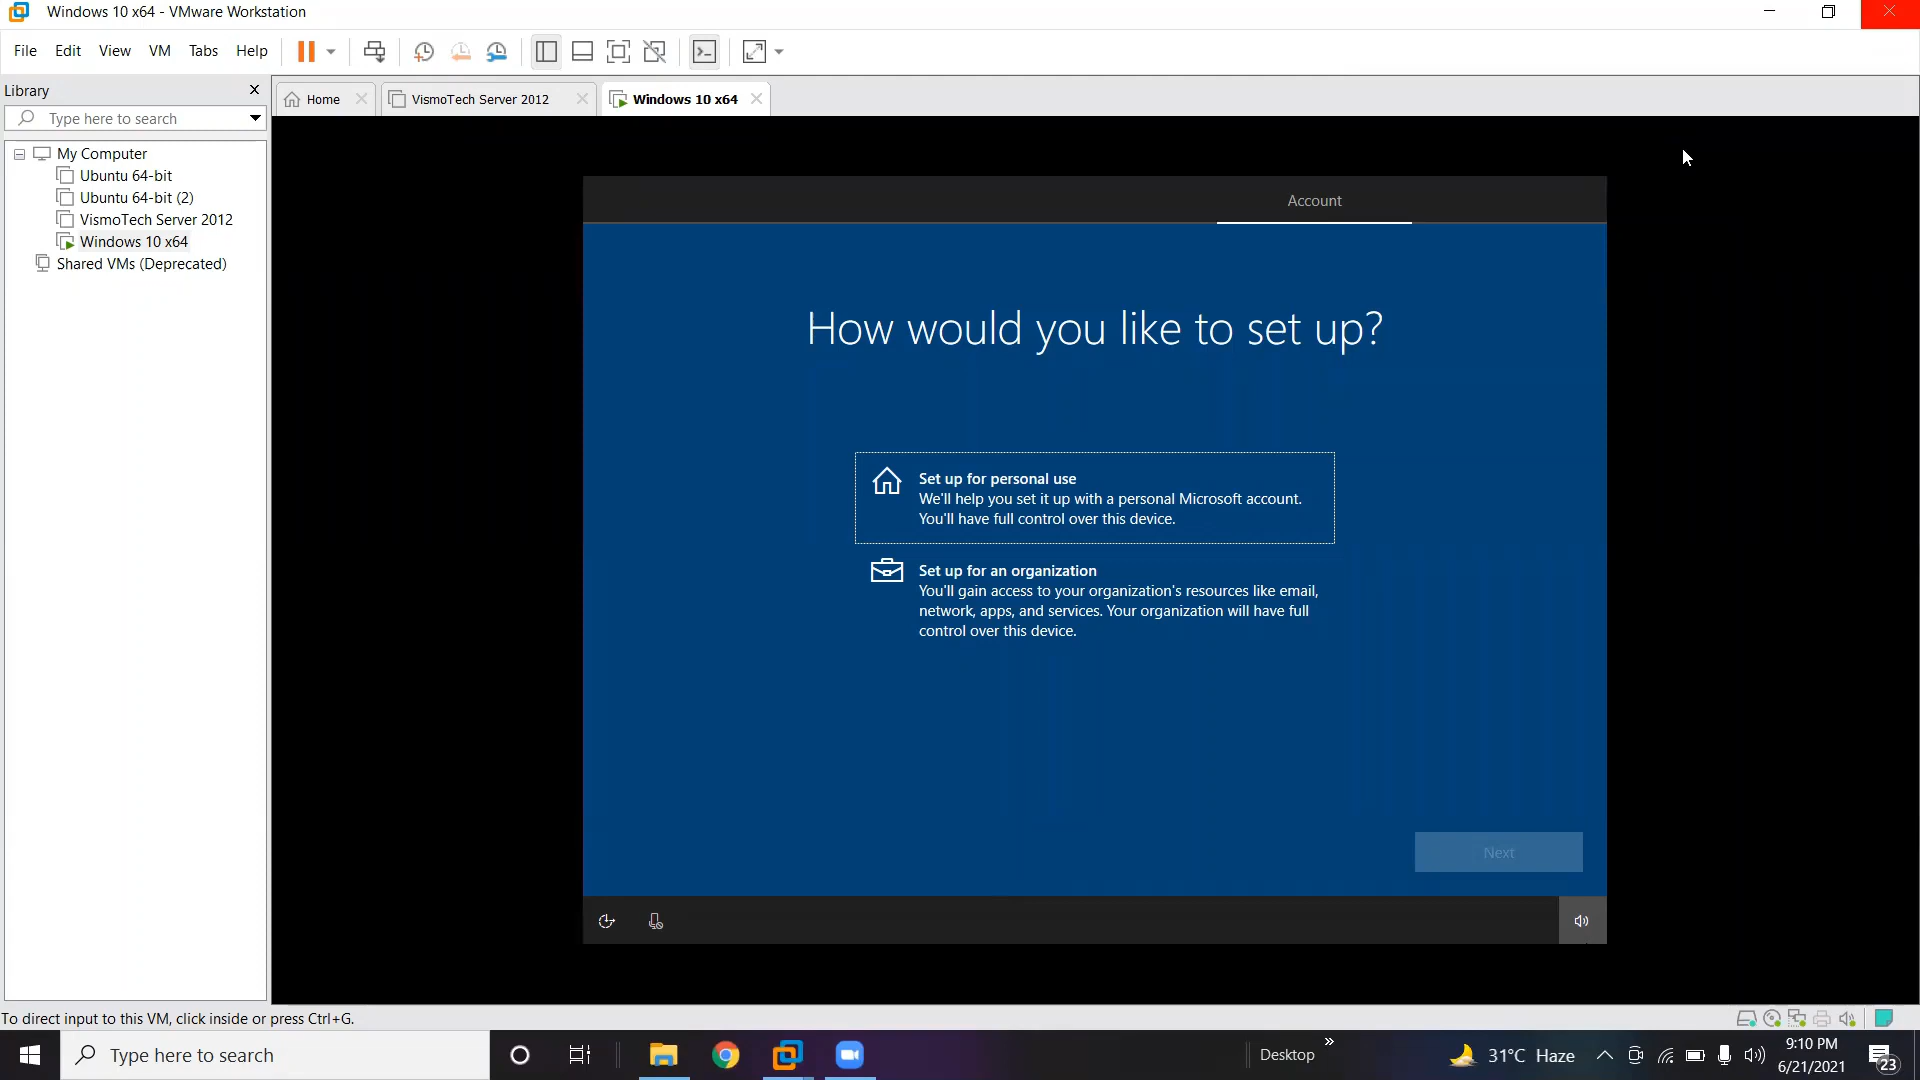 Windows 10 x64 - VMware Workstation
File Edit View VM Tabs Help
Library
Home VismoTech Server 2012 Windows 10 x64
Type here to search
My Computer
Ubuntu 64-bit
Ubuntu 64-bit (2)
VismoTech Server 2012
Windows 10 x64
Shared VMs (Deprecated)
Account
How would you like to set up?
Set up for personal use
We'll help you set it up with a personal Microsoft account.
You'll have full control over this device.
Set up for an organization
You'll gain access to your organization's resources like email,
network, apps, and services. Your organization will have full
control over this device.
Next
To direct input to this VM, click inside or press Ctrl+G.
Type here to search
Desktop
31°C Haze
9:10 PM
6/21/2021
23